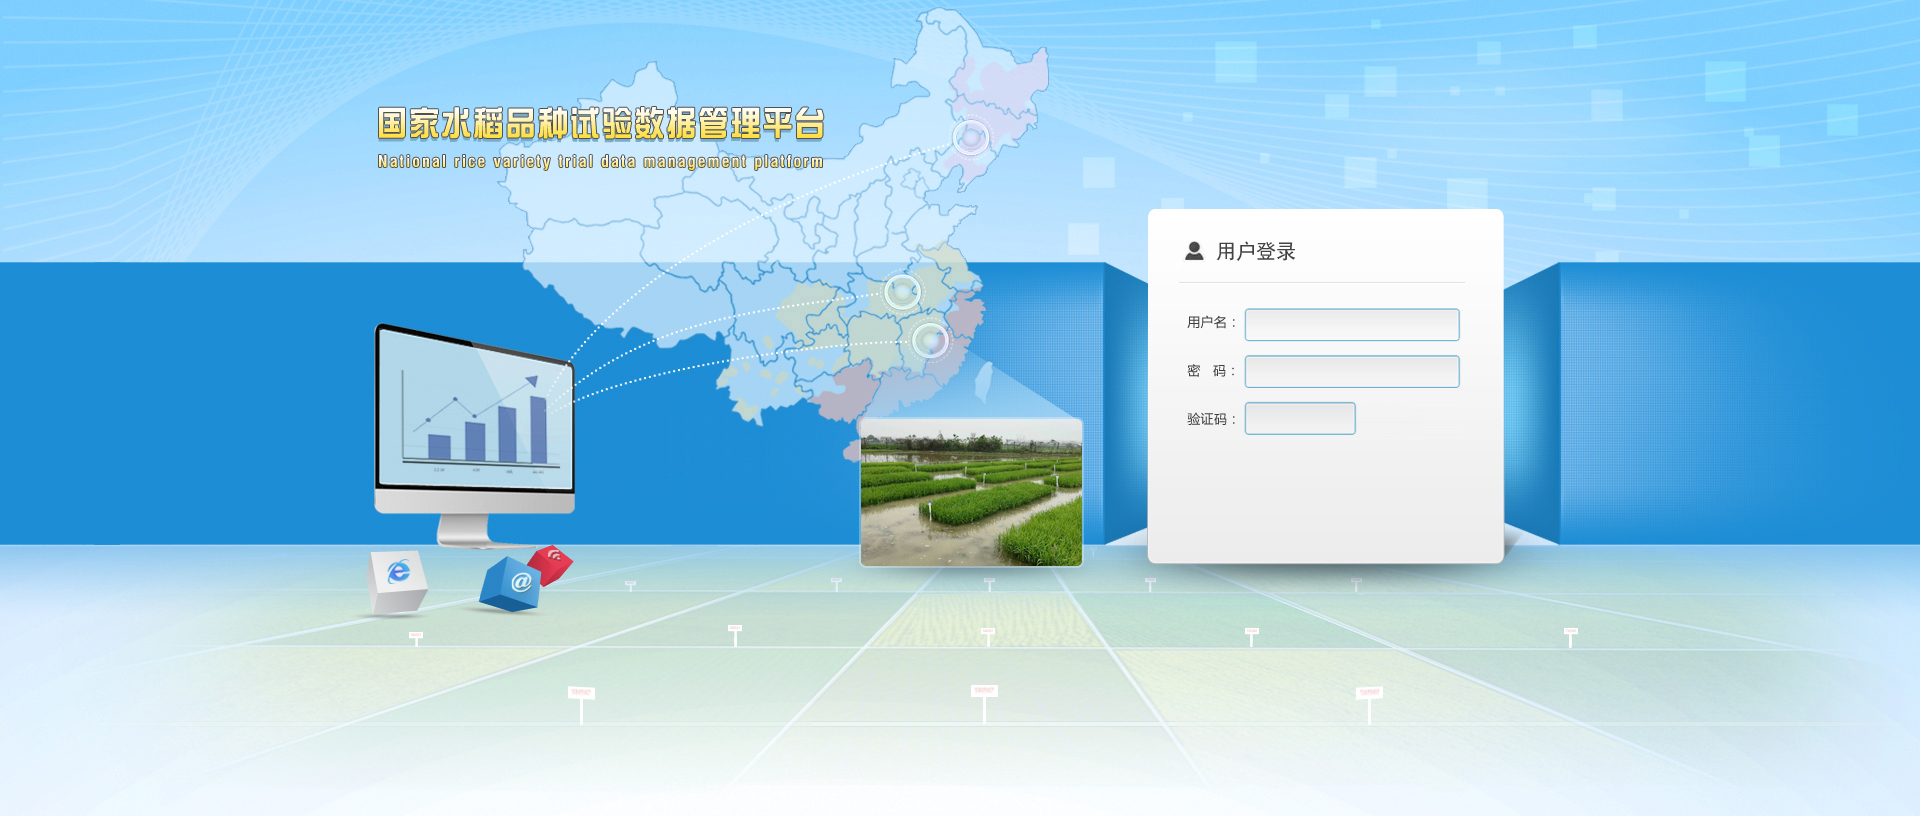 国家水稻品种试验数据管理平台
National rice variety trial data management platform
用户登录
用户名：
密 码：
验证码：
@